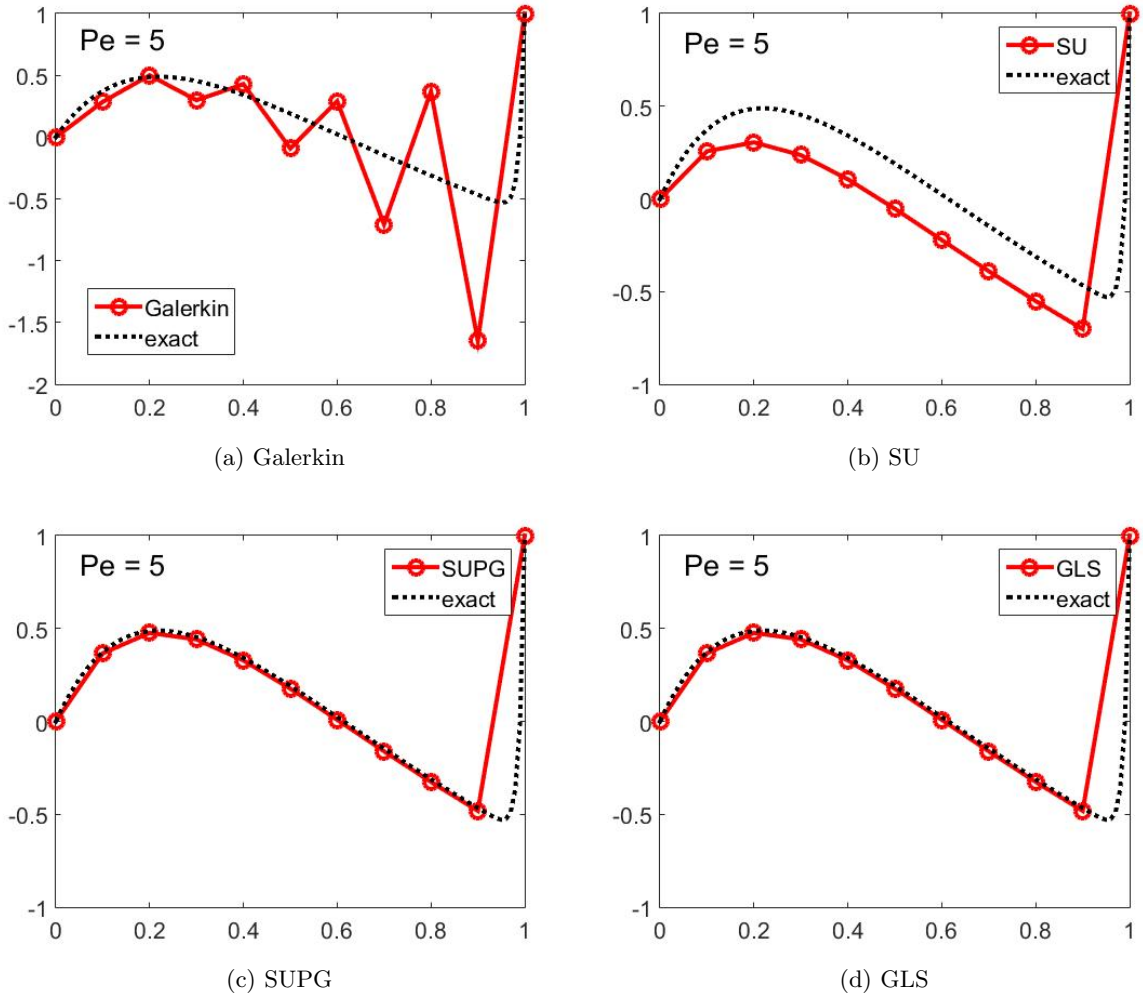 Pe = 5
1
0.5
0
-0.5
-1
-1.5
-2
Galerkin
exact
0 0.2 0.4 0.6 0.8 1
(a) Galerkin
Pe = 5
SU
exact
1
0.5
0
-0.5
-1
0 0.2 0.4 0.6 0.8 1
(b) SU
Pe = 5
SUPG
exact
1
0.5
0
-0.5
-1
0 0.2 0.4 0.6 0.8 1
(c) SUPG
Pe = 5
GLS
exact
1
0.5
0
-0.5
-1
0 0.2 0.4 0.6 0.8 1
(d) GLS